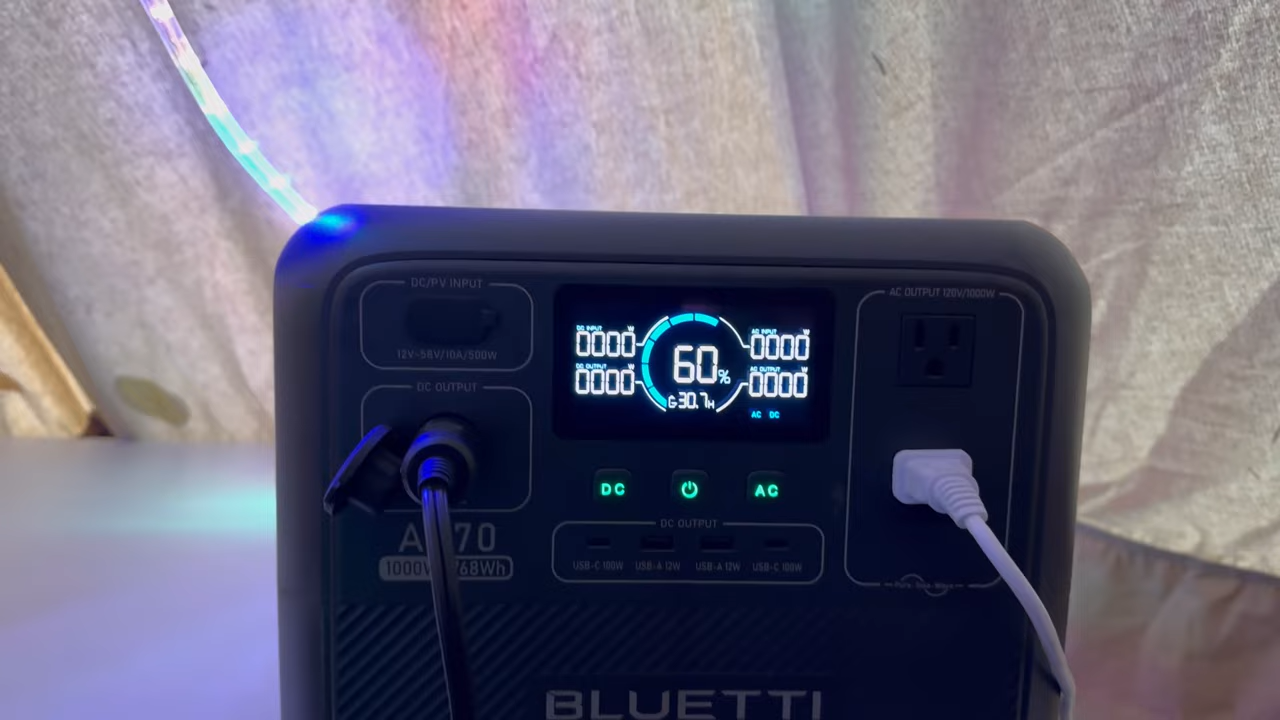 DC/PV INPUT
12V-58V/10A/500W
DC OUTPUT
DC INPUT W
0000
DC OUTPUT W
0000
60%
30.7H
AC INPUT W
0000
AC OUTPUT W
0000
AC DC
DC AC
DC OUTPUT
USB-C 100W USB-A 12W USB-A 12W USB-C 100W
AC OUTPUT 120V/1000W
70
68Wh
BLUETTI